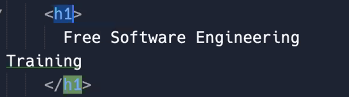 <h1>
Free Software Engineering
Training
</h1>